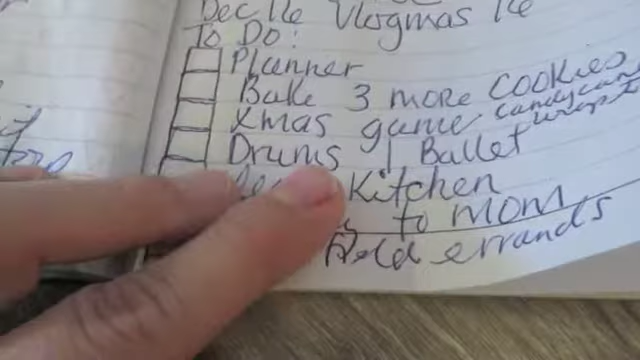 Dec 16 Vlogmas 16
To Do:
Planner
Bake 3 more cookies
Xmas game candycane
wraps
Drums | Ballet
Kitchen
to mom
errands